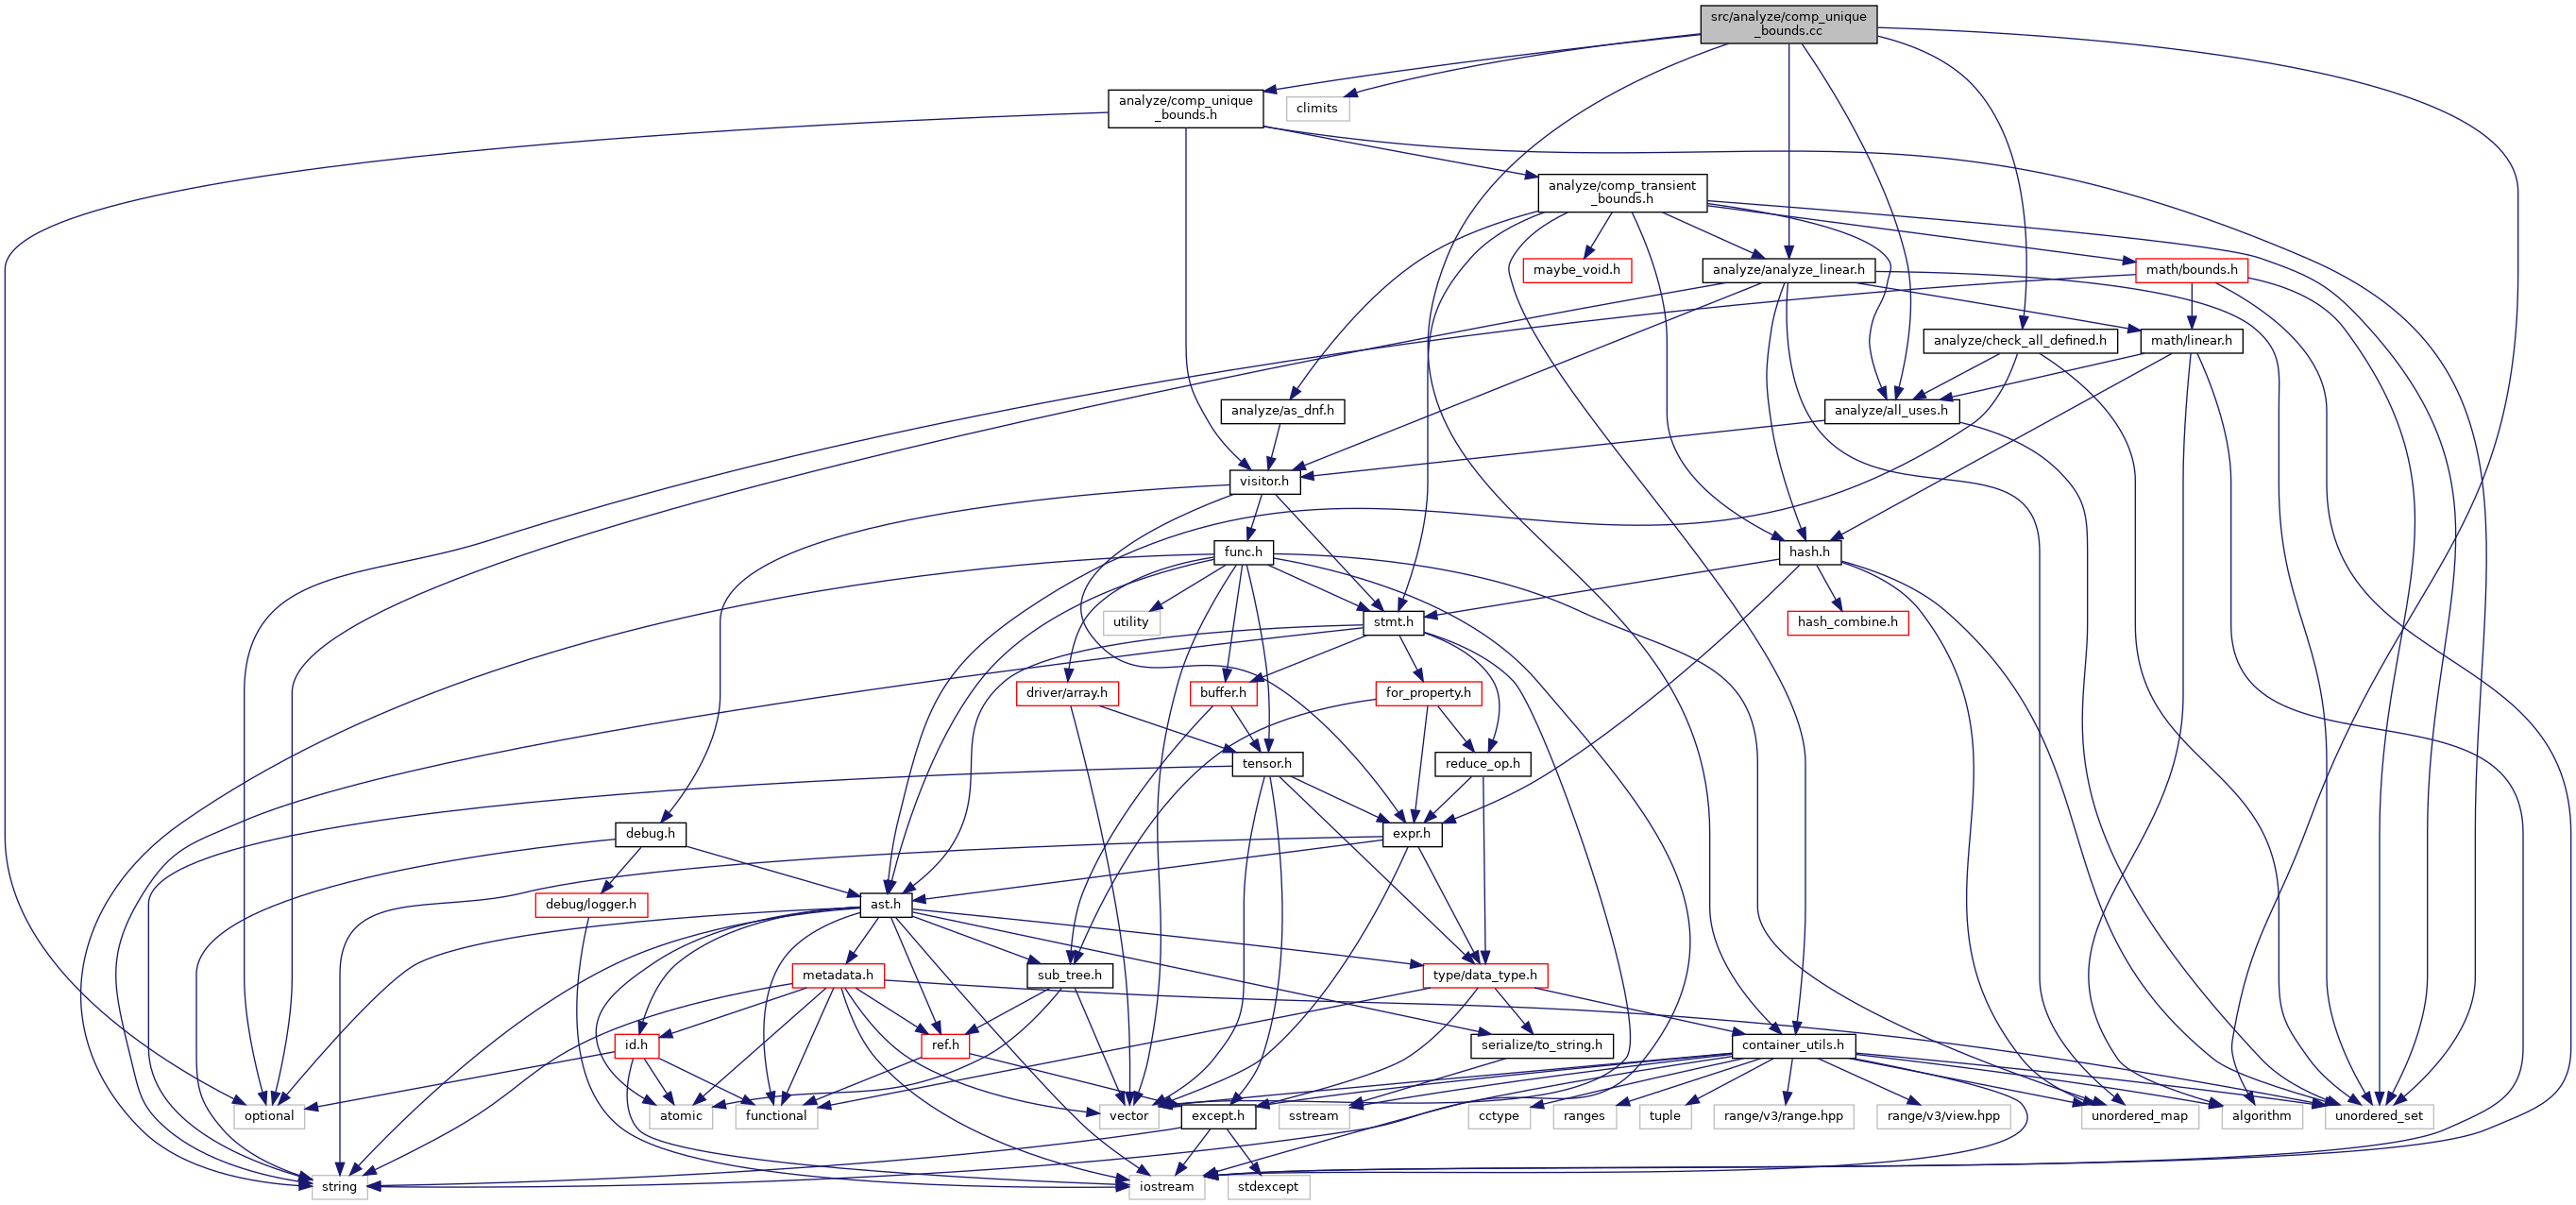 src/analyze/comp_unique
_bounds.cc
analyze/comp_unique
_bounds.h
climits
analyze/comp_transient
_bounds.h
maybe_void.h
analyze/analyze_linear.h
math/bounds.h
analyze/check_all_defined.h
math/linear.h
analyze/as_dnf.h
analyze/all_uses.h
visitor.h
func.h
hash.h
utility
stmt.h
hash_combine.h
driver/array.h
buffer.h
for_property.h
tensor.h
reduce_op.h
debug.h
expr.h
debug/logger.h
ast.h
metadata.h
sub_tree.h
type/data_type.h
id.h
ref.h
serialize/to_string.h
container_utils.h
optional
atomic
functional
vector
except.h
sstream
cctype
ranges
tuple
range/v3/range.hpp
range/v3/view.hpp
unordered_map
algorithm
unordered_set
string
iostream
stdexcept